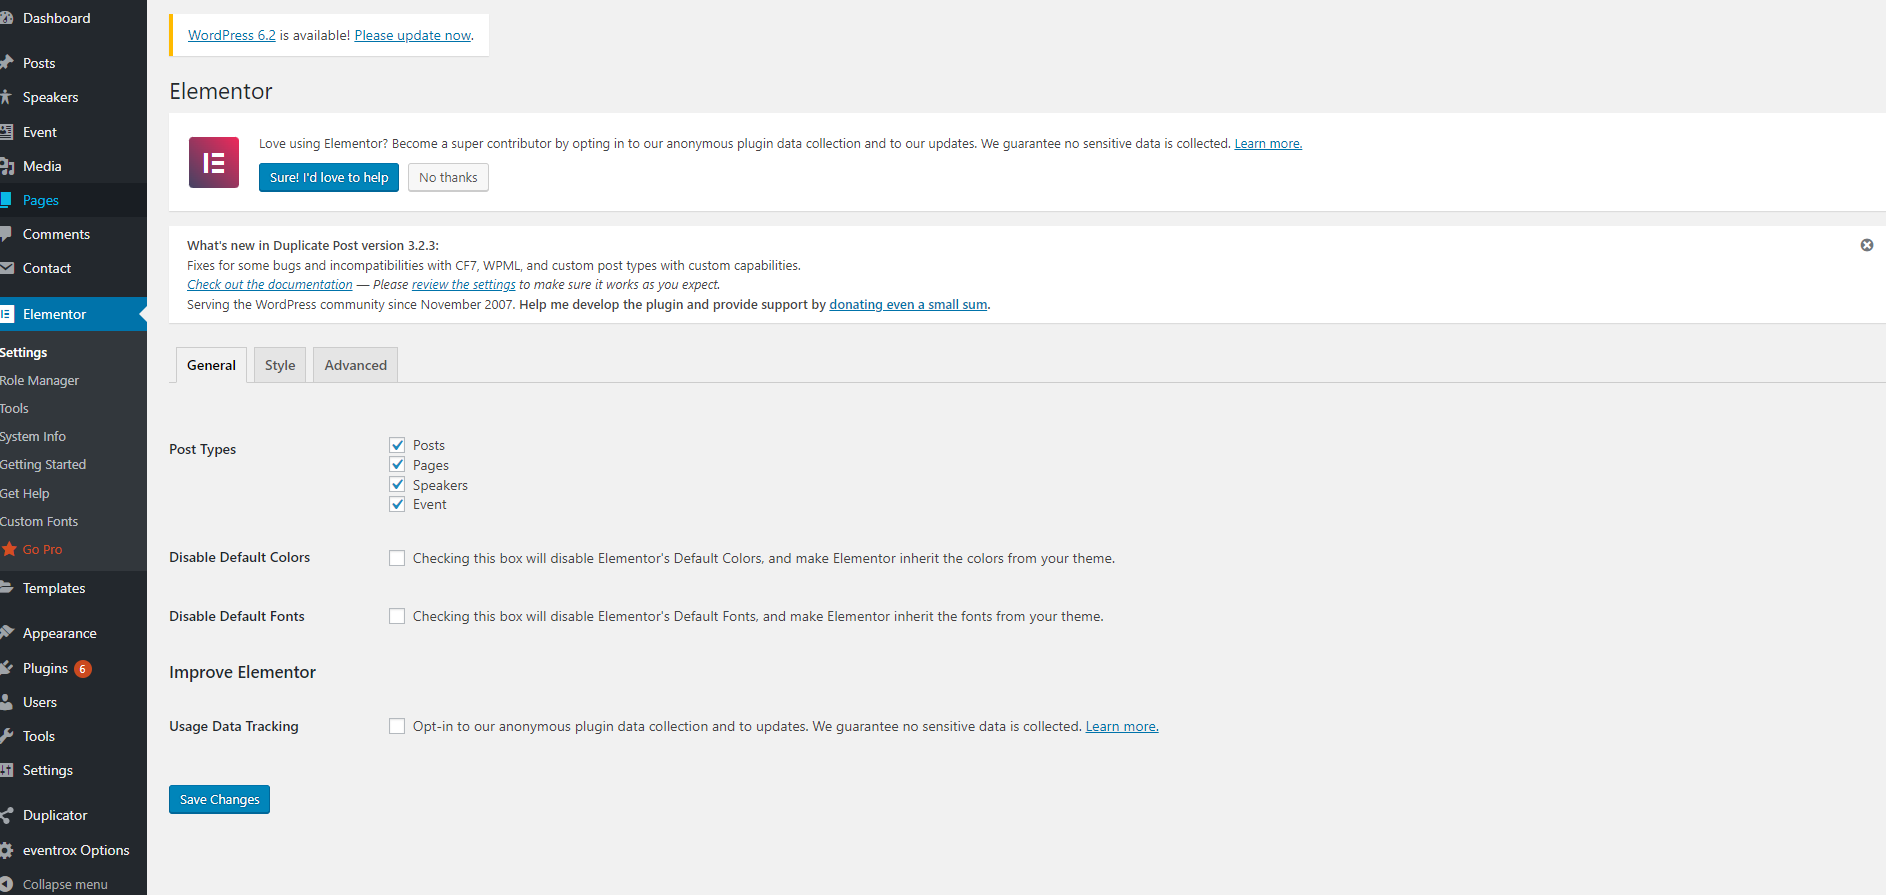 Dashboard
Posts
Speakers
Event
Media
Pages
Comments
Contact
Elementor
Settings
Role Manager
Tools
System Info
Getting Started
Get Help
Custom Fonts
Go Pro
Templates
Appearance
Plugins 6
Users
Tools
Settings
Duplicator
eventrox Options
Collapse menu
WordPress 6.2 is available! Please update now.
Elementor
Love using Elementor? Become a super contributor by opting in to our anonymous plugin data collection and to our updates. We guarantee no sensitive data is collected. Learn more.
Sure! I'd love to help No thanks
What's new in Duplicate Post version 3.2.3:
Fixes for some bugs and incompatibilities with CF7, WPML, and custom post types with custom capabilities.
Check out the documentation — Please review the settings to make sure it works as you expect.
Serving the WordPress community since November 2007. Help me develop the plugin and provide support by donating even a small sum.
General Style Advanced
Post Types
Posts
Pages
Speakers
Event
Disable Default Colors Checking this box will disable Elementor's Default Colors, and make Elementor inherit the colors from your theme.
Disable Default Fonts Checking this box will disable Elementor's Default Fonts, and make Elementor inherit the fonts from your theme.
Improve Elementor
Usage Data Tracking Opt-in to our anonymous plugin data collection and to updates. We guarantee no sensitive data is collected. Learn more.
Save Changes